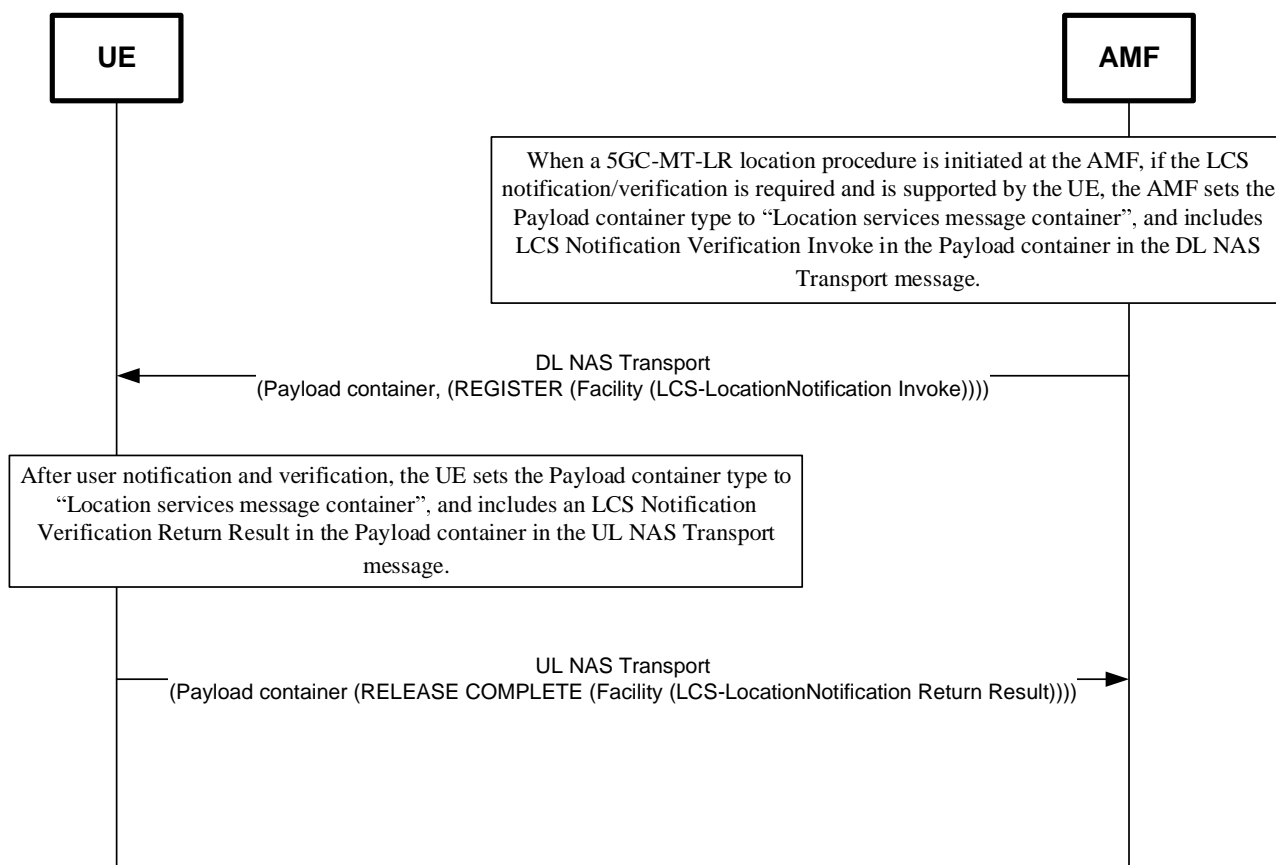 UE
AMF
When a 5GC-MT-LR location procedure is initiated at the AMF, if the LCS
notification/verification is required and is supported by the UE, the AMF sets the
Payload container type to “Location services message container”, and includes
LCS Notification Verification Invoke in the Payload container in the DL NAS
Transport message.
DL NAS Transport
(Payload container, (REGISTER (Facility (LCS-LocationNotification Invoke))))
After user notification and verification, the UE sets the Payload container type to
“Location services message container”, and includes an LCS Notification
Verification Return Result in the Payload container in the UL NAS Transport
message.
UL NAS Transport
(Payload container (RELEASE COMPLETE (Facility (LCS-LocationNotification Return Result))))